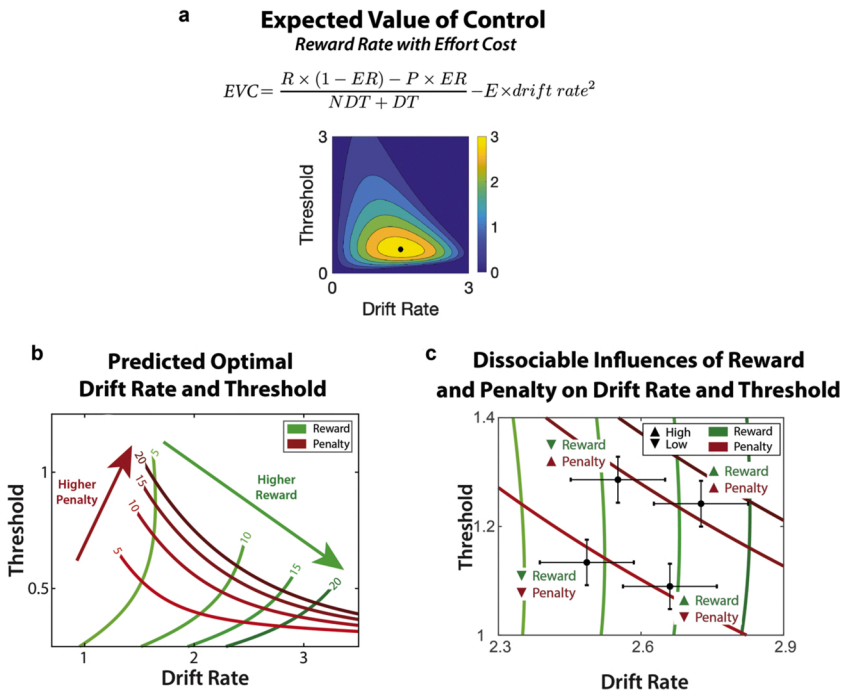 a
Expected Value of Control
Reward Rate with Effort Cost
EVC= R × (1 − ER) − P × ER / NDT + DT −E×drift rate²
3
Threshold
0
0
3
Drift Rate
3
2
1
0
b
Predicted Optimal
Drift Rate and Threshold
Reward
Penalty
Higher
Penalty
Higher
Reward
20
15
10
5
5
10
15
20
1
0.5
Threshold
1
2
3
Drift Rate
c
Dissociable Influences of Reward
and Penalty on Drift Rate and Threshold
▲ High
▼ Low
Reward
Penalty
▼ Reward
▲ Penalty
▲ Reward
▲ Penalty
▼ Reward
▼ Penalty
▲ Reward
▼ Penalty
1.4
1.2
1
Threshold
2.3
2.6
2.9
Drift Rate